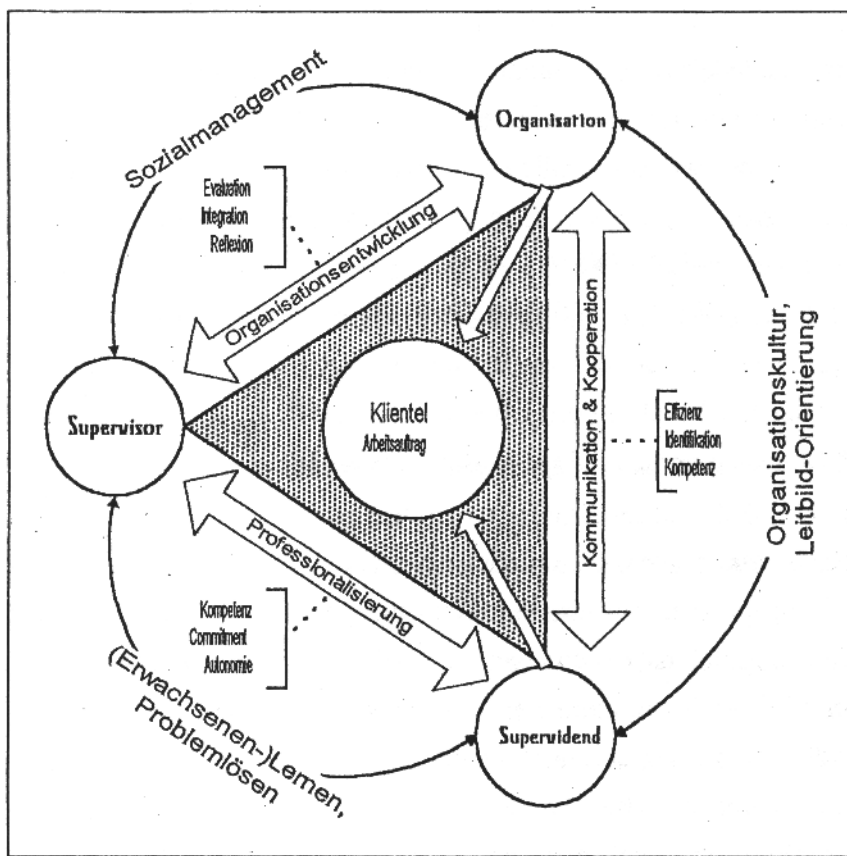 Sozialmanagement
Organisation
Evaluation
Integration
Reflexion
Organisationsentwicklung
Supervisor
Klientel
Arbeitsauftrag
Kommunikation & Kooperation
Effizienz
Identifikation
Kompetenz
Organisationskultur,
Leitbild-Orientierung
Professionalisierung
Kompetenz
Commitment
Autonomie
(Erwachsenen-)Lernen,
Problemlösen
Supervidend